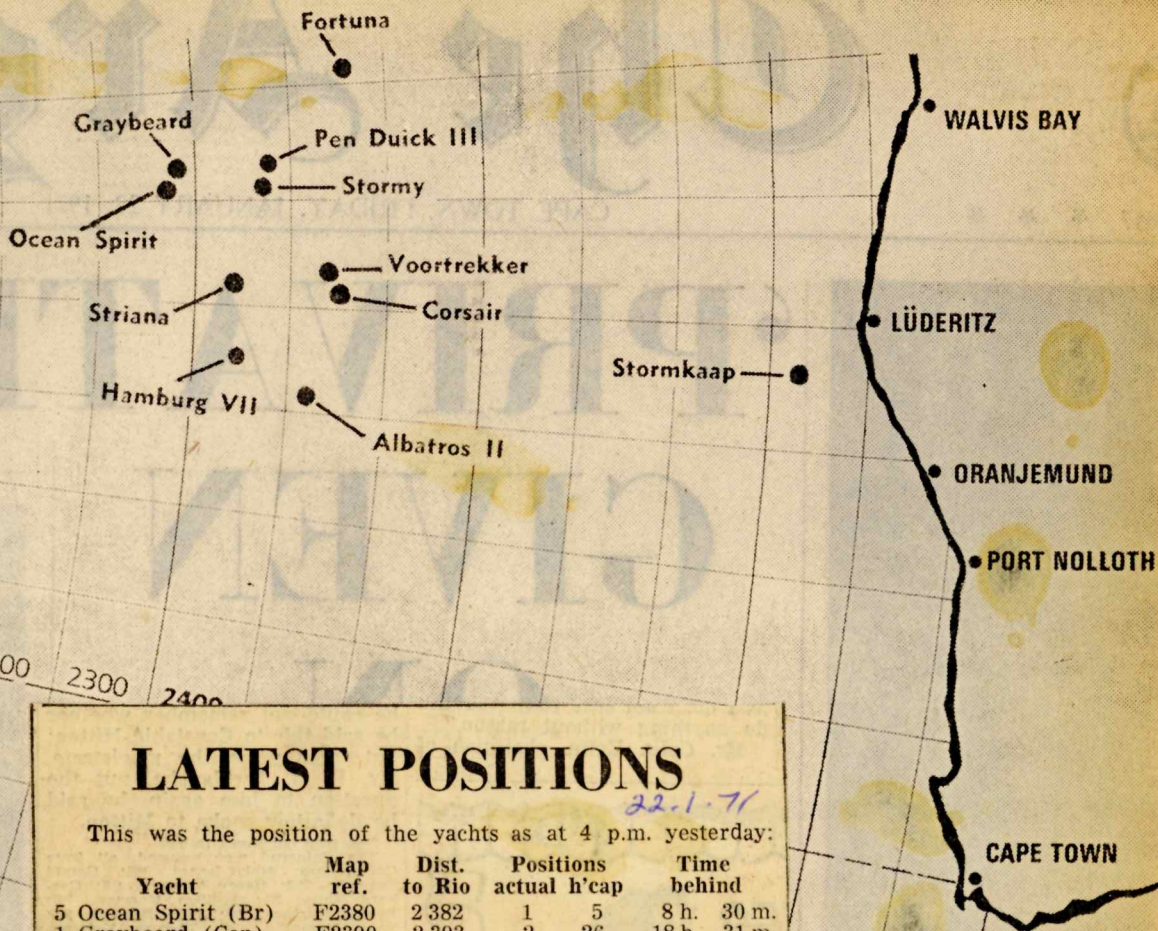 Fortuna
WALVIS BAY
Graybeard
Pen Duick III
Stormy
Ocean Spirit
Voortrekker
Striana
Corsair
LÜDERITZ
Stormkaap
Hamburg VII
Albatros II
ORANJEMUND
PORT NOLLOTH
00 2300 2400
LATEST POSITIONS
22.1.71
This was the position of the yachts as at 4 p.m. yesterday:
Map Dist. Positions Time
Yacht ref. to Rio actual h'cap behind
5 Ocean Spirit (Br) F2380 2 382 1 5 8 h. 30 m.
CAPE TOWN